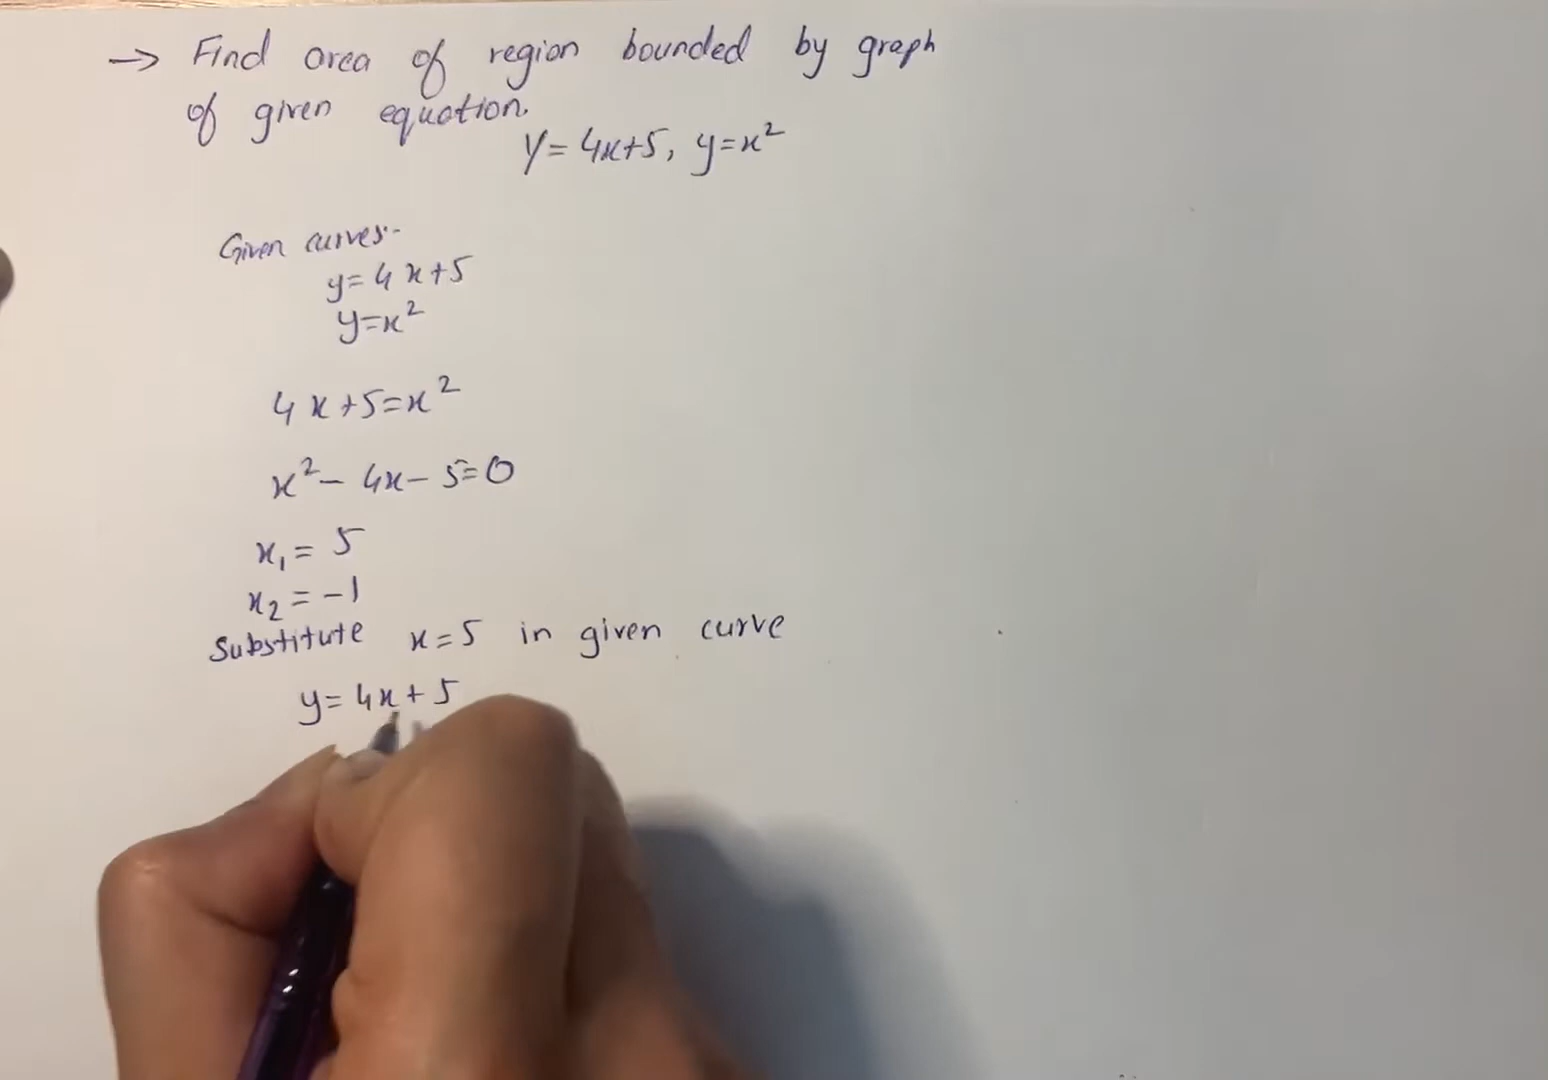 → Find area of region bounded by graph
of given equation.
Y = 4x+5, y=x²
Given curves:-
y= 4x+5
y=x²
4x+5=x²
x²- 4x- 5=0
x₁ = 5
x₂ = -1
Substitute x=5 in given curve
y= 4x+ 5